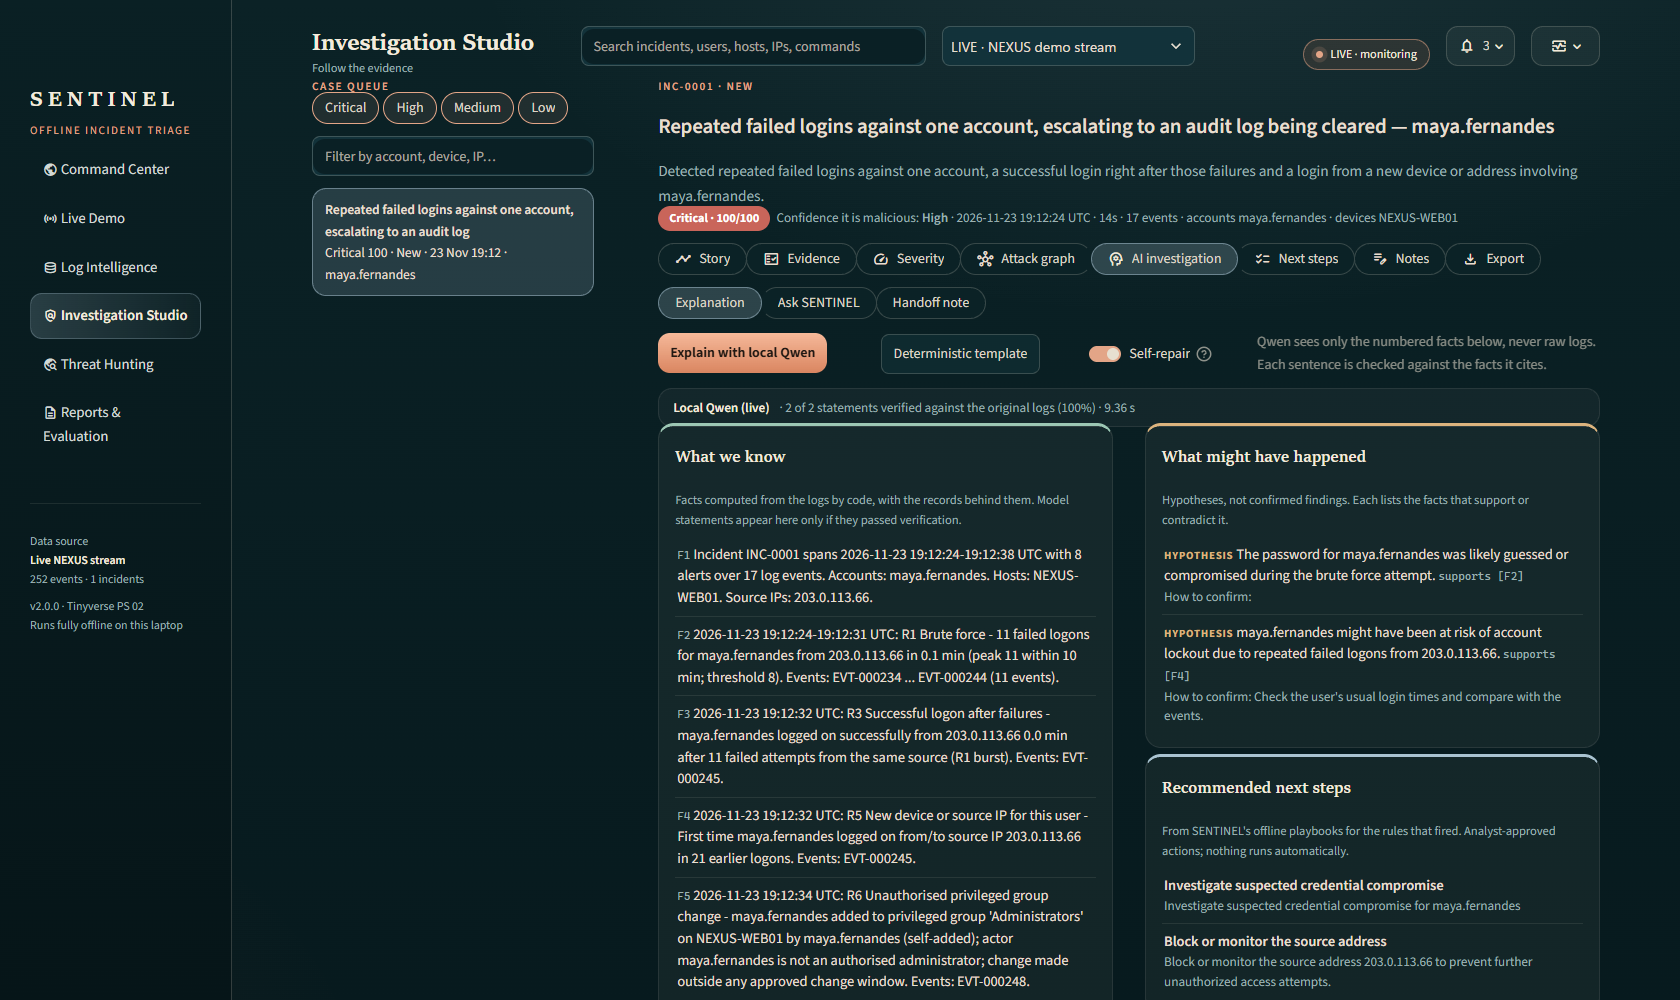 SENTINEL
OFFLINE INCIDENT TRIAGE
Command Center
Live Demo
Log Intelligence
Investigation Studio
Threat Hunting
Reports &
Evaluation
Data source
Live NEXUS stream
252 events · 1 incidents
v2.0.0 · Tinyverse PS 02
Runs fully offline on this laptop
Investigation Studio
Follow the evidence
Search incidents, users, hosts, IPs, commands
LIVE · NEXUS demo stream
LIVE · monitoring
3
CASE QUEUE
Critical
High
Medium
Low
Filter by account, device, IP…
Repeated failed logins against one account,
escalating to an audit log
Critical 100 · New · 23 Nov 19:12 ·
maya.fernandes
INC-0001 · NEW
Repeated failed logins against one account, escalating to an audit log being cleared — maya.fernandes
Detected repeated failed logins against one account, a successful login right after those failures and a login from a new device or address involving
maya.fernandes.
Critical · 100/100 Confidence it is malicious: High · 2026-11-23 19:12:24 UTC · 14s · 17 events · accounts maya.fernandes · devices NEXUS-WEB01
Story
Evidence
Severity
Attack graph
AI investigation
Next steps
Notes
Export
Explanation
Ask SENTINEL
Handoff note
Explain with local Qwen
Deterministic template
Self-repair
Qwen sees only the numbered facts below, never raw logs.
Each sentence is checked against the facts it cites.
Local Qwen (live) · 2 of 2 statements verified against the original logs (100%) · 9.36 s
What we know
Facts computed from the logs by code, with the records behind them. Model
statements appear here only if they passed verification.
F1 Incident INC-0001 spans 2026-11-23 19:12:24-19:12:38 UTC with 8
alerts over 17 log events. Accounts: maya.fernandes. Hosts: NEXUS-
WEB01. Source IPs: 203.0.113.66.
F2 2026-11-23 19:12:24-19:12:31 UTC: R1 Brute force - 11 failed logons
for maya.fernandes from 203.0.113.66 in 0.1 min (peak 11 within 10
min; threshold 8). Events: EVT-000234 ... EVT-000244 (11 events).
F3 2026-11-23 19:12:32 UTC: R3 Successful logon after failures -
maya.fernandes logged on successfully from 203.0.113.66 0.0 min
after 11 failed attempts from the same source (R1 burst). Events: EVT-
000245.
F4 2026-11-23 19:12:32 UTC: R5 New device or source IP for this user -
First time maya.fernandes logged on from/to source IP 203.0.113.66
in 21 earlier logons. Events: EVT-000245.
F5 2026-11-23 19:12:34 UTC: R6 Unauthorised privileged group
change - maya.fernandes added to privileged group 'Administrators'
on NEXUS-WEB01 by maya.fernandes (self-added); actor
maya.fernandes is not an authorised administrator; change made
outside any approved change window. Events: EVT-000248.
What might have happened
Hypotheses, not confirmed findings. Each lists the facts that support or
contradict it.
HYPOTHESIS The password for maya.fernandes was likely guessed or
compromised during the brute force attempt. supports [F2]
How to confirm:
HYPOTHESIS maya.fernandes might have been at risk of account
lockout due to repeated failed logons from 203.0.113.66. supports
[F4]
How to confirm: Check the user's usual login times and compare with the
events.
Recommended next steps
From SENTINEL's offline playbooks for the rules that fired. Analyst-approved
actions; nothing runs automatically.
Investigate suspected credential compromise
Investigate suspected credential compromise for maya.fernandes
Block or monitor the source address
Block or monitor the source address 203.0.113.66 to prevent further
unauthorized access attempts.